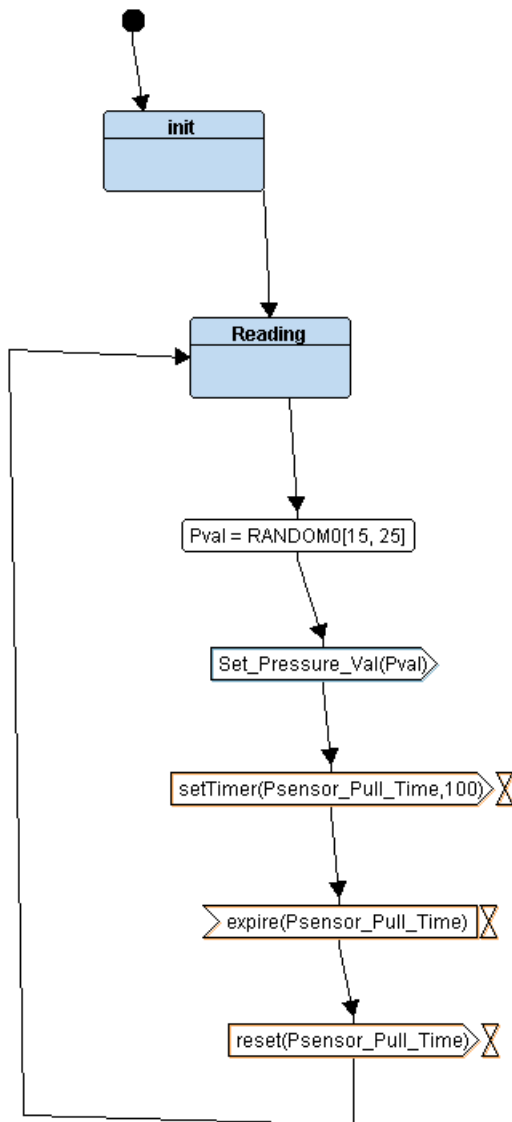 init
Reading
Pval = RANDOM0[15, 25]
Set_Pressure_Val(Pval)
setTimer(Psensor_Pull_Time,100)
expire(Psensor_Pull_Time)
reset(Psensor_Pull_Time)